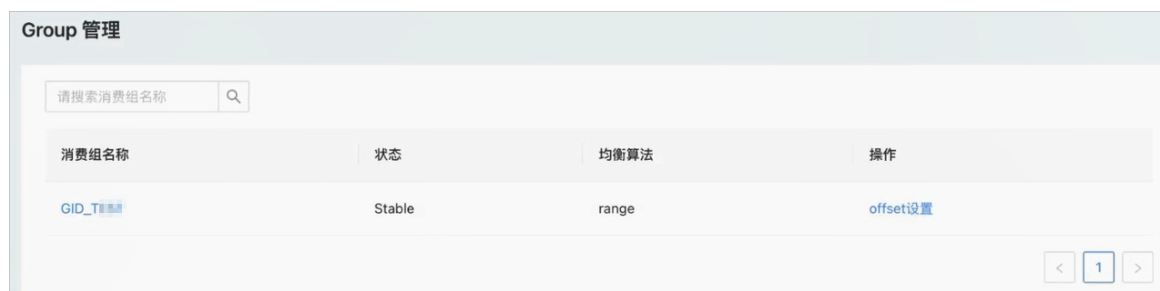 Group 管理
请搜索消费组名称
消费组名称 状态 均衡算法 操作
Stable range offset设置
< 1 >